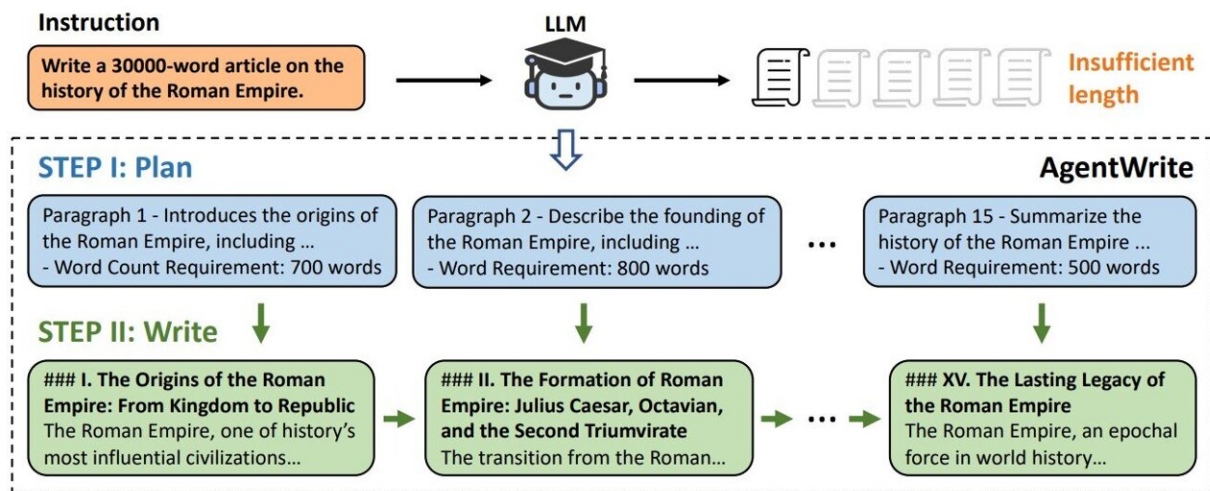 Instruction
LLM
Write a 30000-word article on the
history of the Roman Empire.
Insufficient
length
STEP I: Plan
AgentWrite
Paragraph 1 - Introduces the origins of
the Roman Empire, including ...
- Word Count Requirement: 700 words
Paragraph 2 - Describe the founding of
the Roman Empire, including ...
- Word Requirement: 800 words
...
Paragraph 15 - Summarize the
history of the Roman Empire ...
- Word Requirement: 500 words
STEP II: Write
### I. The Origins of the Roman
Empire: From Kingdom to Republic
The Roman Empire, one of history’s
most influential civilizations...
### II. The Formation of Roman
Empire: Julius Caesar, Octavian,
and the Second Triumvirate
The transition from the Roman...
...
### XV. The Lasting Legacy of
the Roman Empire
The Roman Empire, an epochal
force in world history...